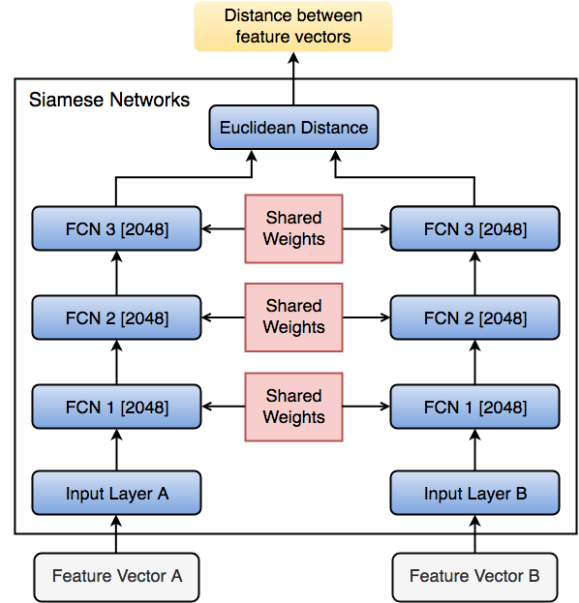 Distance between
feature vectors
Siamese Networks
Euclidean Distance
FCN 3 [2048]
Shared
Weights
FCN 3 [2048]
FCN 2 [2048]
Shared
Weights
FCN 2 [2048]
FCN 1 [2048]
Shared
Weights
FCN 1 [2048]
Input Layer A
Input Layer B
Feature Vector A
Feature Vector B